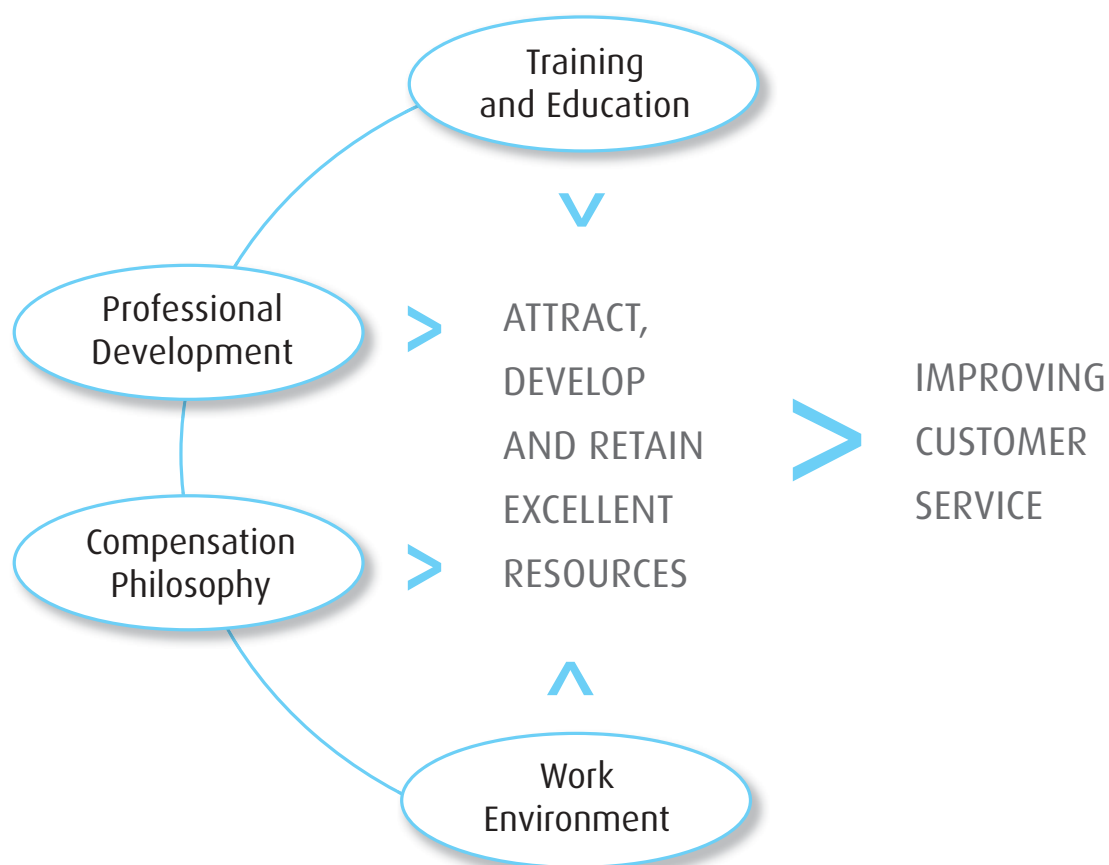 Training
and Education
Professional
Development
ATTRACT,
DEVELOP
AND RETAIN
EXCELLENT
RESOURCES
IMPROVING
CUSTOMER
SERVICE
Compensation
Philosophy
Work
Environment